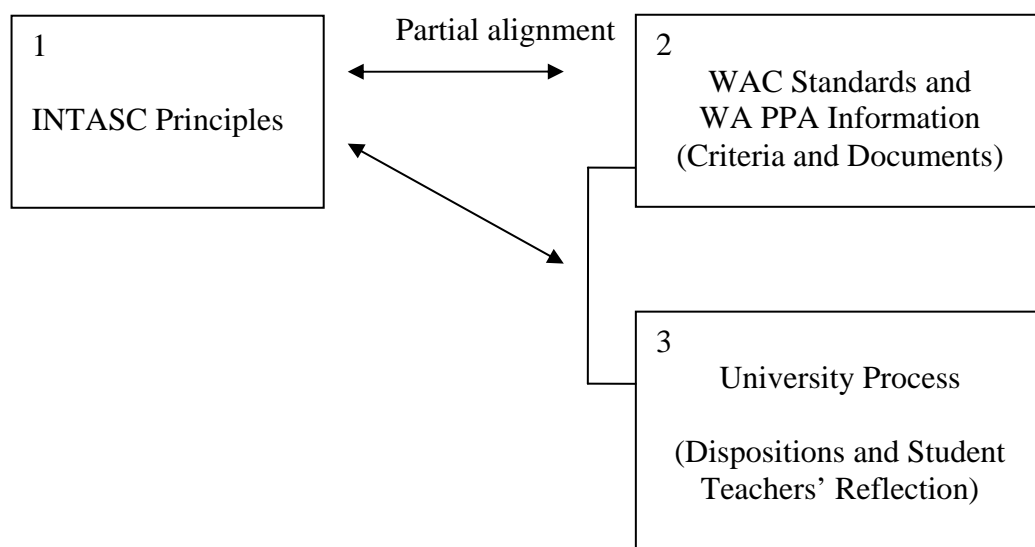 Partial alignment
1
INTASC Principles
2
WAC Standards and
WA PPA Information
(Criteria and Documents)
3
University Process
(Dispositions and Student
Teachers’ Reflection)